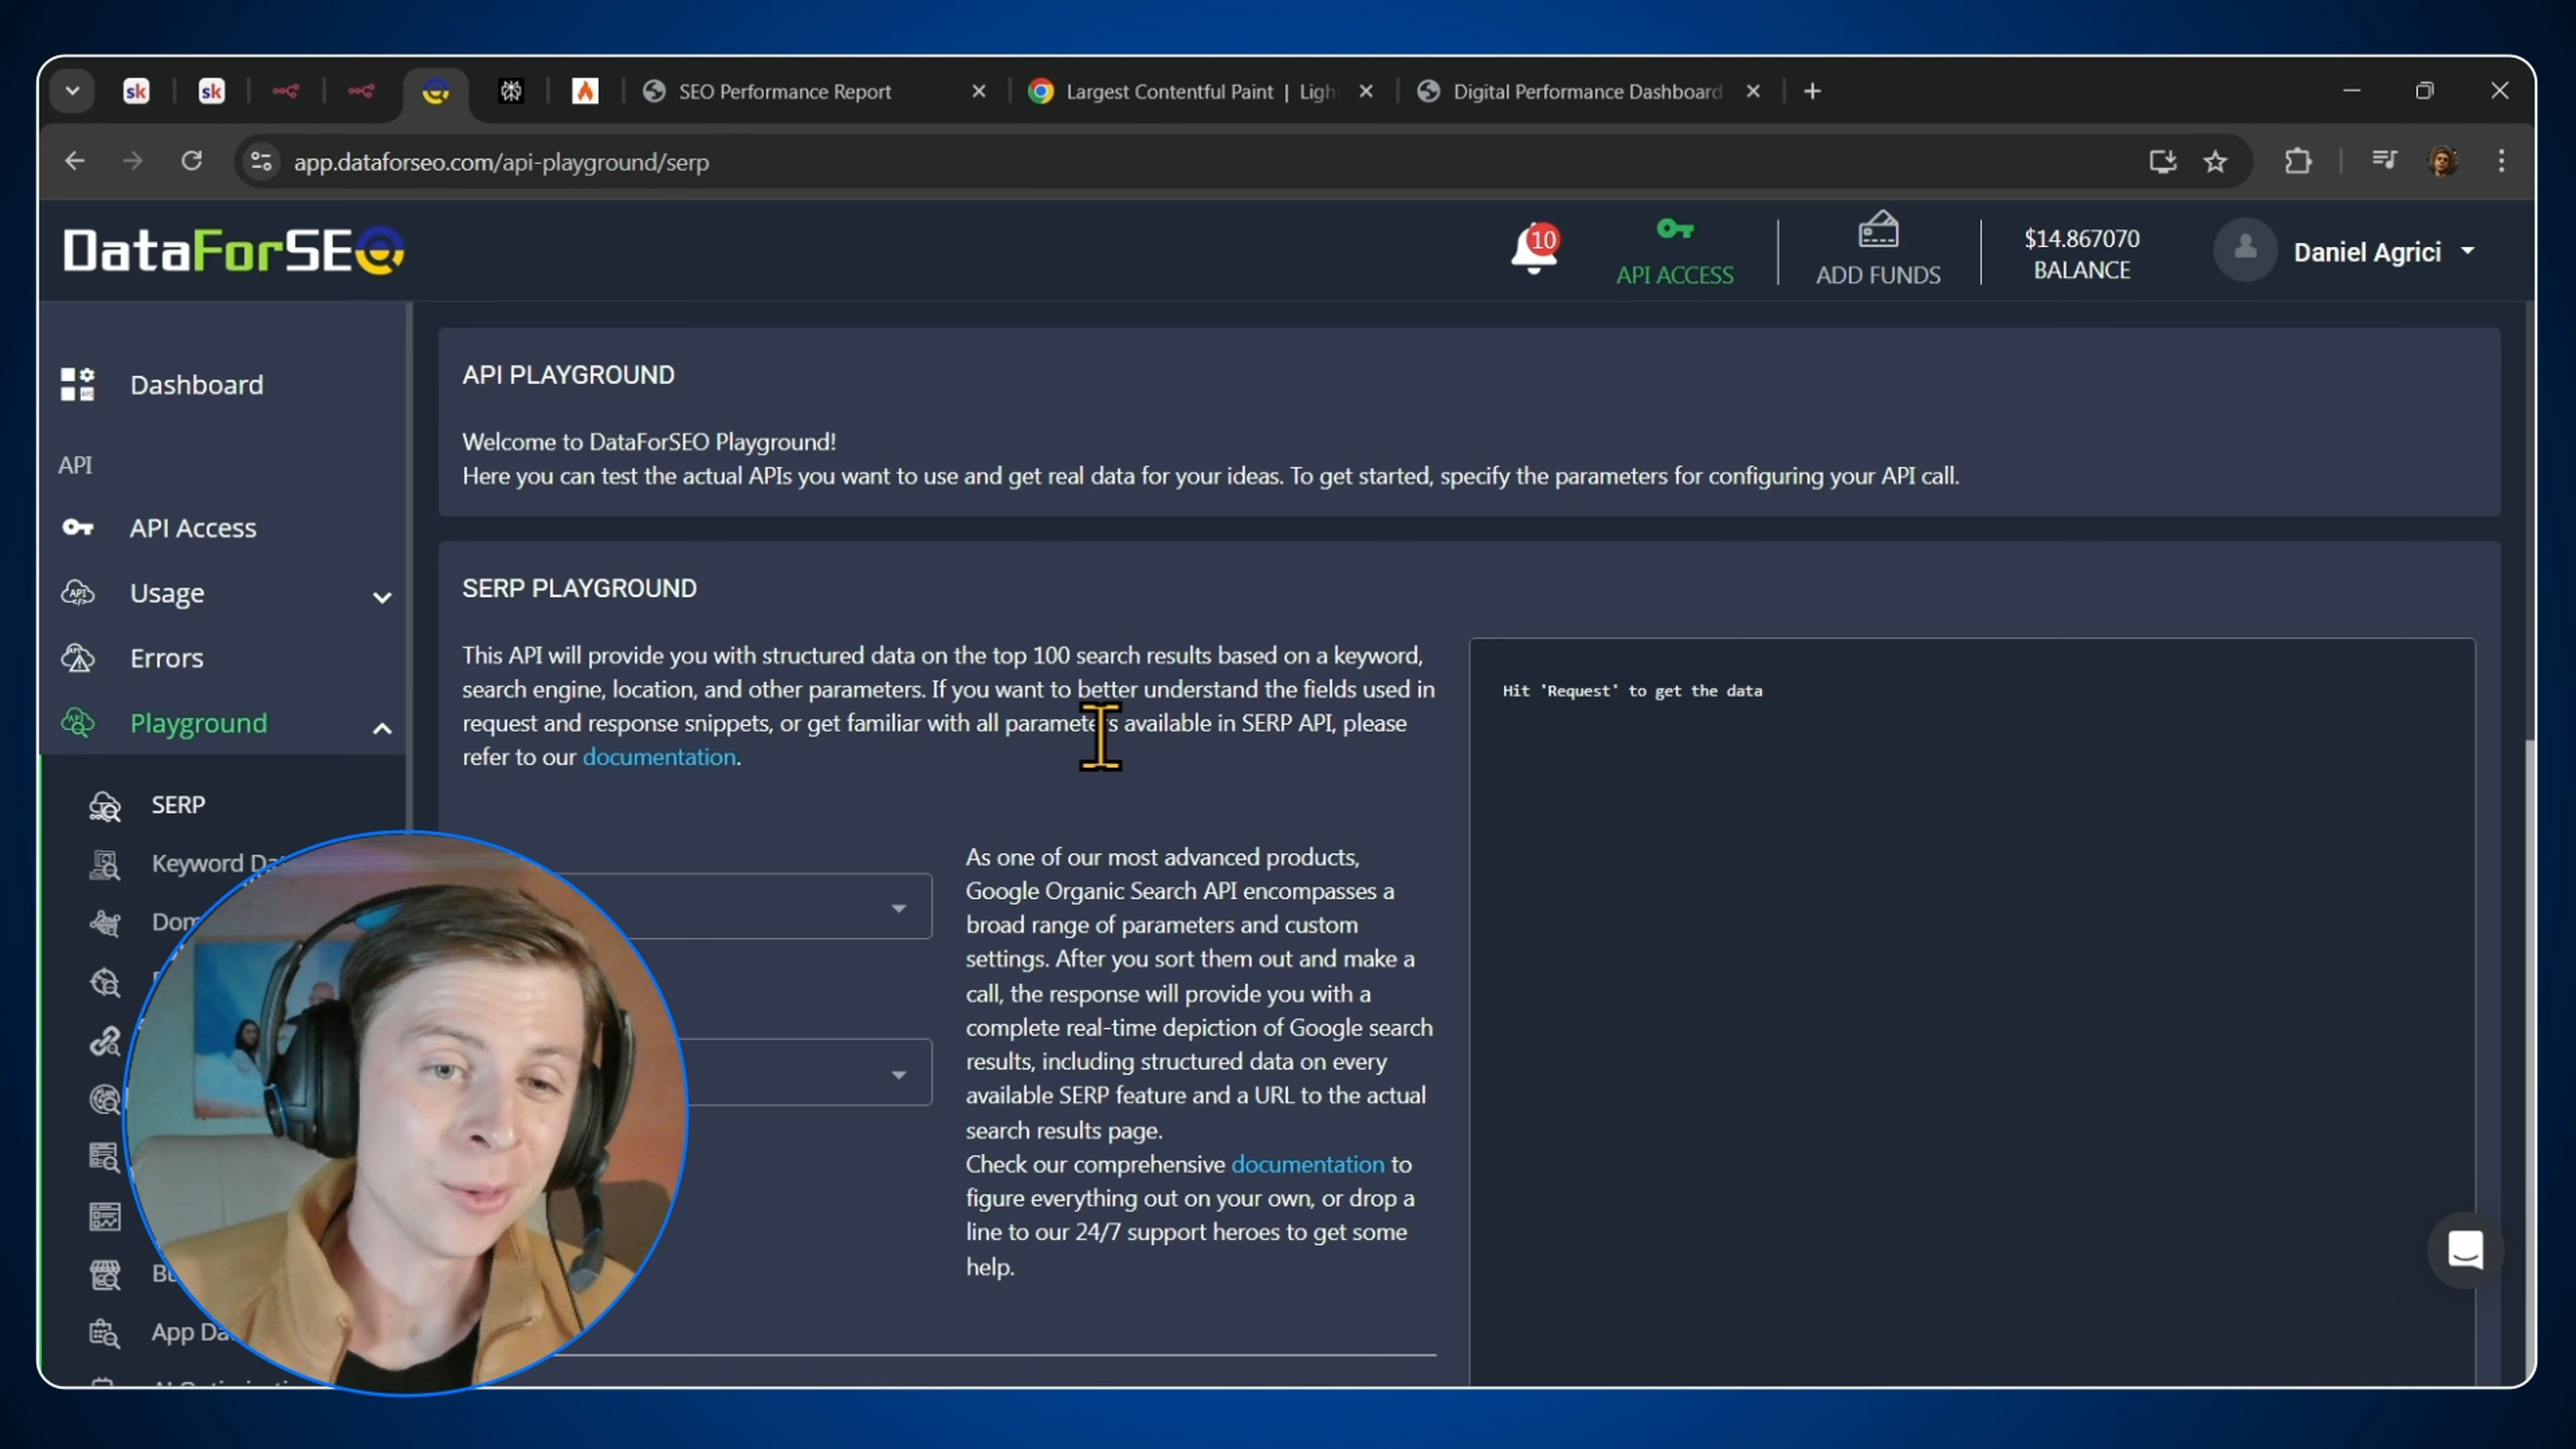 sk
sk
SEO Performance Report
Largest Contentful Paint | Ligh
Digital Performance Dashboard
app.dataforseo.com/api-playground/serp
DataForSEO
10
API ACCESS
ADD FUNDS
$14.867070
BALANCE
Daniel Agrici
Dashboard
API
API Access
Usage
Errors
Playground
SERP
Keyword Da
Dom
Bu
App Da
API PLAYGROUND
Welcome to DataForSEO Playground!
Here you can test the actual APIs you want to use and get real data for your ideas. To get started, specify the parameters for configuring your API call.
SERP PLAYGROUND
This API will provide you with structured data on the top 100 search results based on a keyword,
search engine, location, and other parameters. If you want to better understand the fields used in
request and response snippets, or get familiar with all parameters available in SERP API, please
refer to our documentation.
As one of our most advanced products,
Google Organic Search API encompasses a
broad range of parameters and custom
settings. After you sort them out and make a
call, the response will provide you with a
complete real-time depiction of Google search
results, including structured data on every
available SERP feature and a URL to the actual
search results page.
Check our comprehensive documentation to
figure everything out on your own, or drop a
line to our 24/7 support heroes to get some
help.
Hit 'Request' to get the data